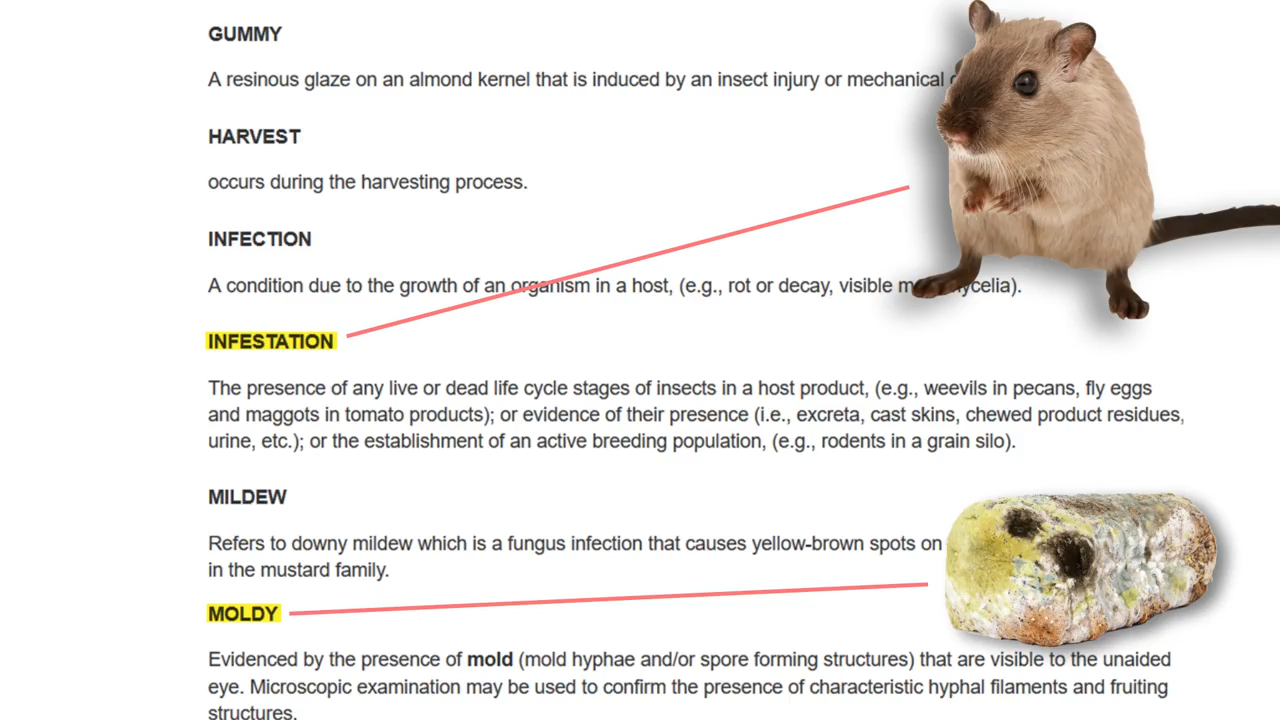 GUMMY
A resinous glaze on an almond kernel that is induced by an insect injury or mechanical
HARVEST
occurs during the harvesting process.
INFECTION
A condition due to the growth of an organism in a host, (e.g., rot or decay, visible
INFESTATION
The presence of any live or dead life cycle stages of insects in a host product, (e.g., weevils in pecans, fly eggs
and maggots in tomato products); or evidence of their presence (i.e., excreta, cast skins, chewed product residues,
urine, etc.); or the establishment of an active breeding population, (e.g., rodents in a grain silo).
MILDEW
Refers to downy mildew which is a fungus infection that causes yellow-brown spots on
in the mustard family.
MOLDY
Evidenced by the presence of mold (mold hyphae and/or spore forming structures) that are visible to the unaided
eye. Microscopic examination may be used to confirm the presence of characteristic hyphal filaments and fruiting
structures.